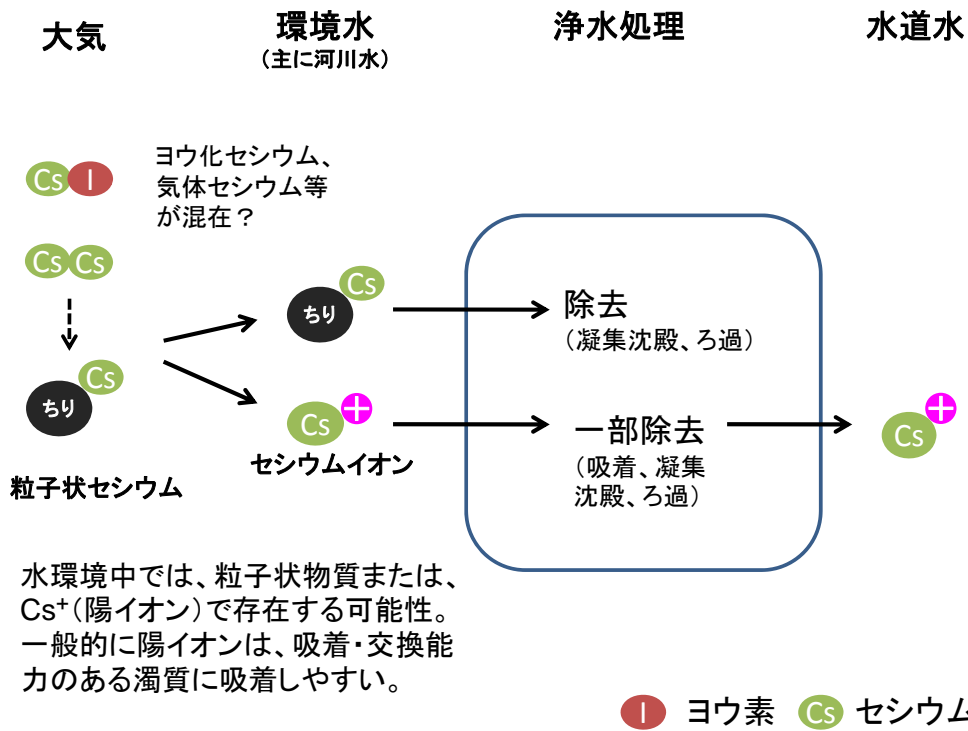 大気
環境水
(主に河川水)
浄水処理
水道水
Cs I
ヨウ化セシウム、
気体セシウム等
が混在？
Cs Cs
Cs
ちり
粒子状セシウム
Cs
ちり
Cs +
セシウムイオン
除去
(凝集沈殿、ろ過)
一部除去
(吸着、凝集
沈殿、ろ過)
Cs +
水環境中では、粒子状物質または、
Cs⁺(陽イオン)で存在する可能性。
一般的に陽イオンは、吸着・交換能
力のある濁質に吸着しやすい。
I ヨウ素 Cs セシウム